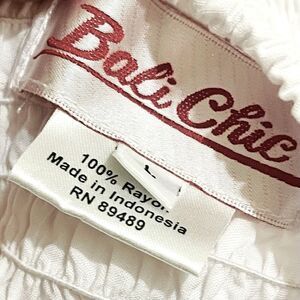 Bali Chic
L
100% Rayon
Made in Indonesia
RN 89489